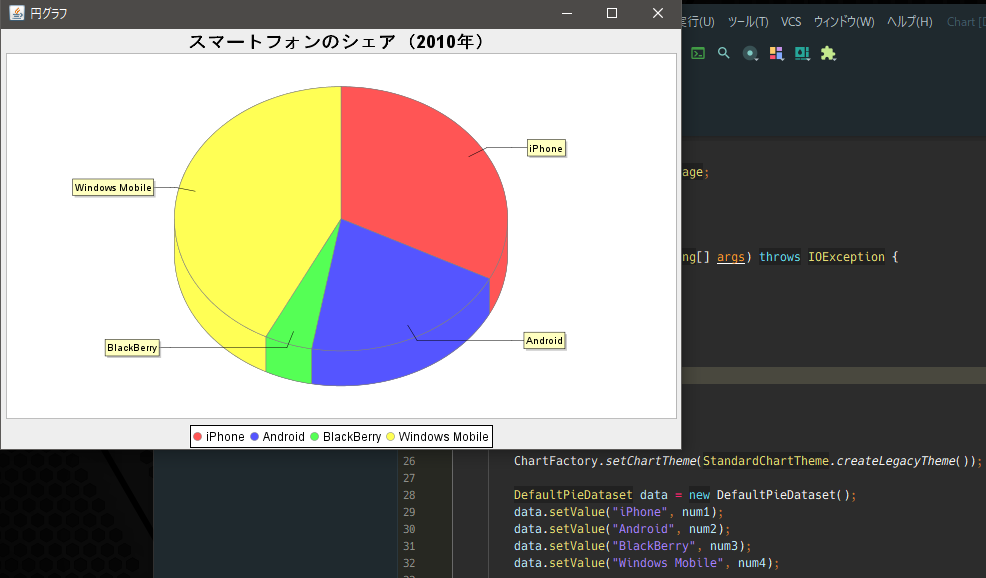 円グラフ
実行(U) ツール(T) VCS ウィンドウ(W) ヘルプ(H) Chart [D
スマートフォンのシェア（2010年）
iPhone
Windows Mobile
Android
BlackBerry
iPhone Android BlackBerry Windows Mobile
age;
ng[] args) throws IOException {
26 ChartFactory.setChartTheme(StandardChartTheme.createLegacyTheme());
27
28 DefaultPieDataset data = new DefaultPieDataset();
29 data.setValue("iPhone", num1);
30 data.setValue("Android", num2);
31 data.setValue("BlackBerry", num3);
32 data.setValue("Windows Mobile", num4);